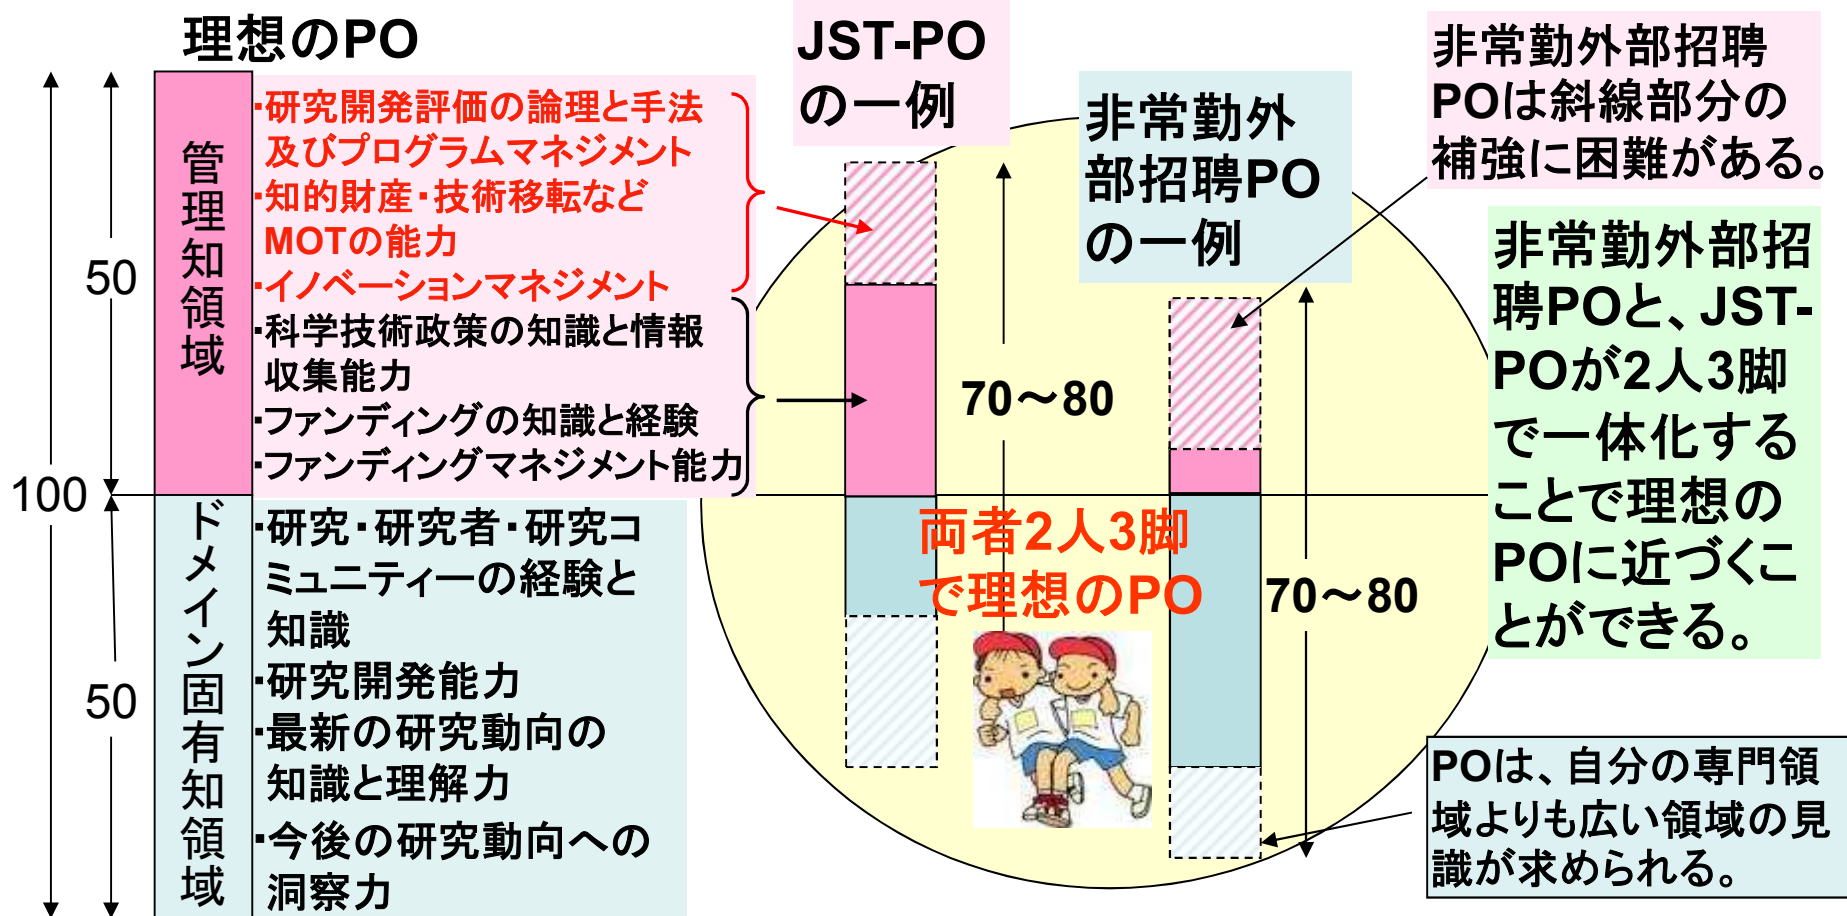 理想のPO
100
50
管理知領域
・研究開発評価の論理と手法
及びプログラムマネジメント
・知的財産・技術移転など
MOTの能力
・イノベーションマネジメント
・科学技術政策の知識と情報
収集能力
・ファンディングの知識と経験
・ファンディングマネジメント能力
50
ドメイン固有知領域
・研究・研究者・研究コ
ミュニティーの経験と
知識
・研究開発能力
・最新の研究動向の
知識と理解力
・今後の研究動向への
洞察力
JST-PO
の一例
70～80
非常勤外
部招聘PO
の一例
70～80
両者2人3脚
で理想のPO
非常勤外部招聘
POは斜線部分の
補強に困難がある。
非常勤外部招
聘POと、JST-
POが2人3脚
で一体化する
ことで理想の
POに近づくこ
とができる。
POは、自分の専門領
域よりも広い領域の見
識が求められる。